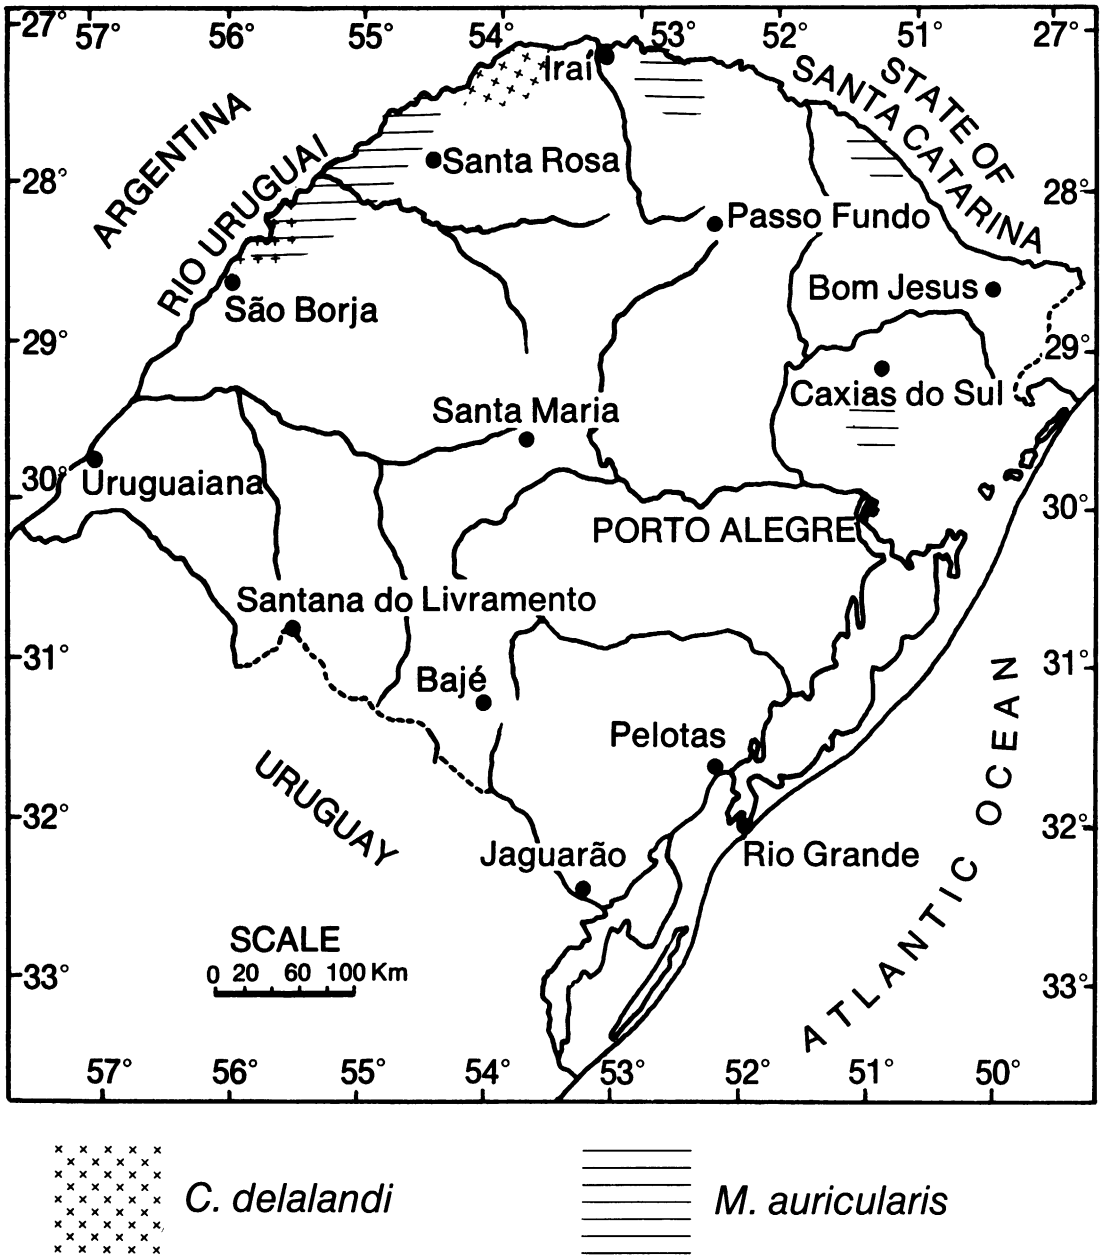 27°
57°
56°
55°
54°
53°
52°
51°
27°
Iraí
STATE OF
SANTA CATARINA
ARGENTINA
RIO URUGUAI
Santa Rosa
28°
28°
Passo Fundo
Bom Jesus
São Borja
29°
29°
Caxias do Sul
Santa Maria
30°
Uruguaiana
30°
PORTO ALEGRE
Santana do Livramento
31°
31°
Bajé
Pelotas
URUGUAY
ATLANTIC OCEAN
32°
32°
Jaguarão
Rio Grande
SCALE
0 20 60 100 Km
33°
33°
57°
56°
55°
54°
53°
52°
51°
50°
C. delalandi
M. auricularis